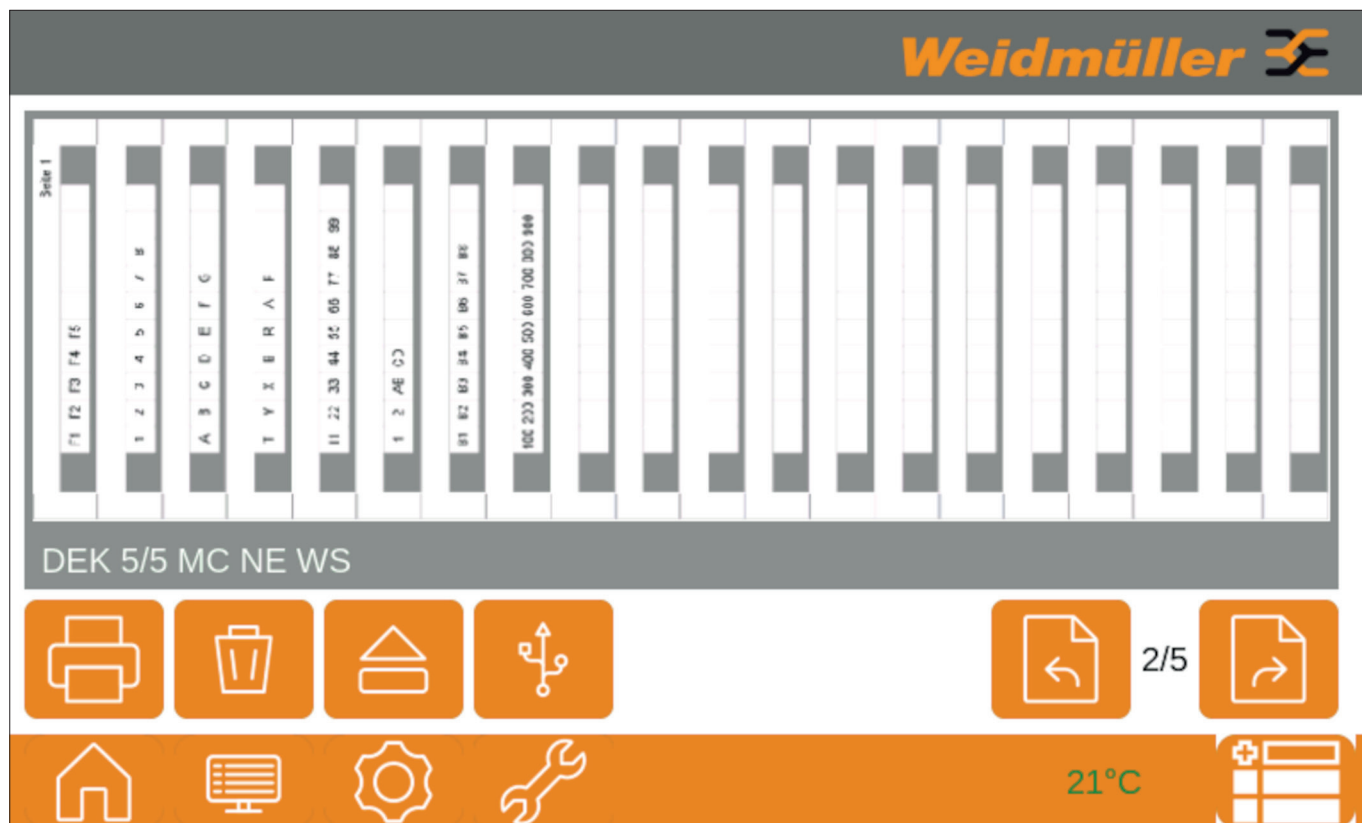 Weidmüller
Seite 1
F1 F2 F3 F4 F5
1 2 3 4 5 6 7 8
A B C D E F G
T Y X E R A F
11 22 33 44 55 66 77 88 99
1 2 AB CD
B1 B2 B3 B4 B5 B6 B7 B8
100 200 300 400 500 600 700 800 900
DEK 5/5 MC NE WS
2/5
21°C